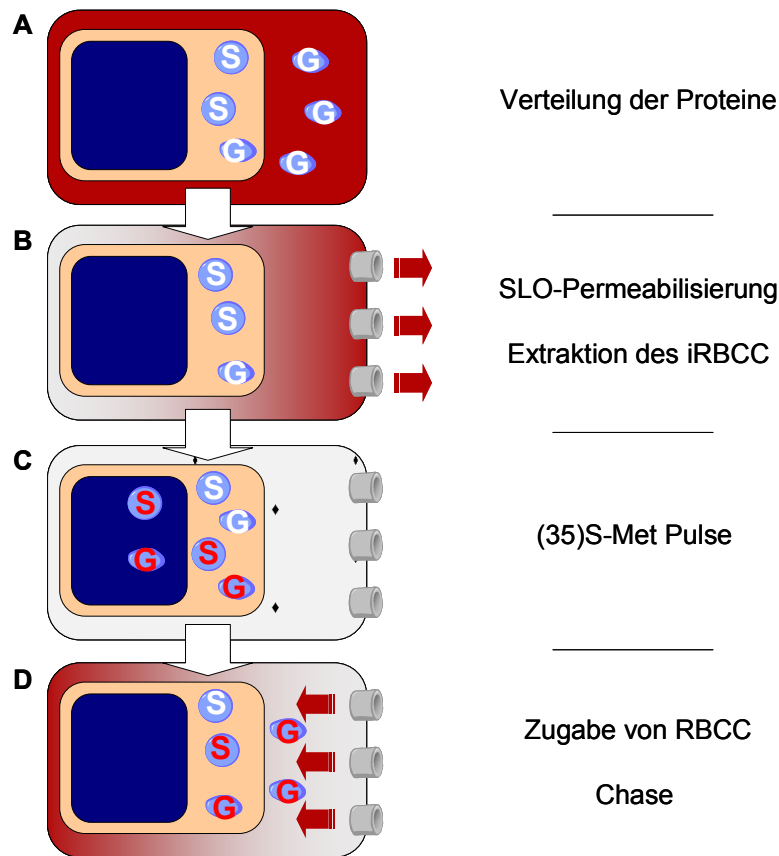 A
S
G
S
G
G
G
Verteilung der Proteine
B
S
S
G
SLO-Permeabilisierung
Extraktion des iRBCC
C
S
S
G
S
G
G
(35)S-Met Pulse
D
S
S
G
G
G
Zugabe von RBCC
Chase